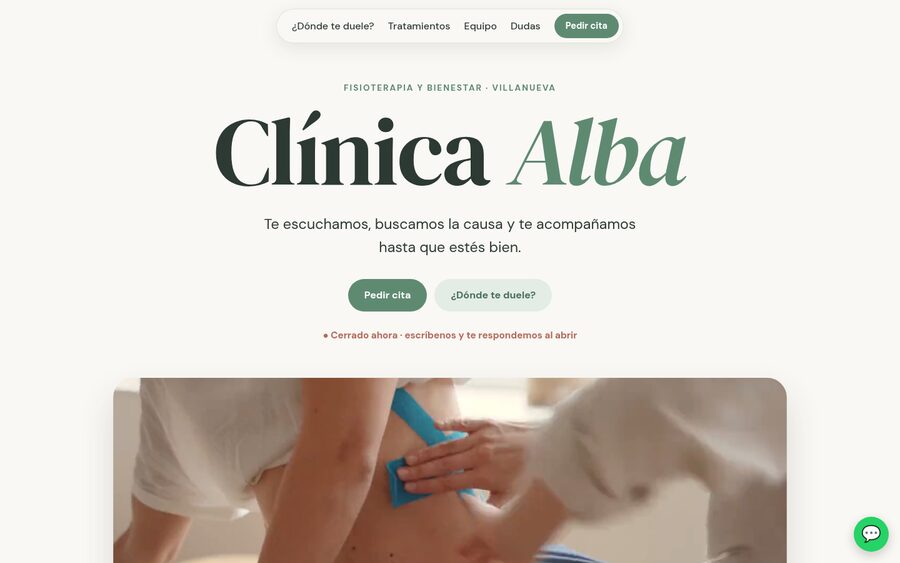 ¿Dónde te duele? Tratamientos Equipo Dudas Pedir cita
FISIOTERAPIA Y BIENESTAR · VILLANUEVA
Clínica Alba
Te escuchamos, buscamos la causa y te acompañamos
hasta que estés bien.
Pedir cita ¿Dónde te duele?
● Cerrado ahora · escríbenos y te respondemos al abrir